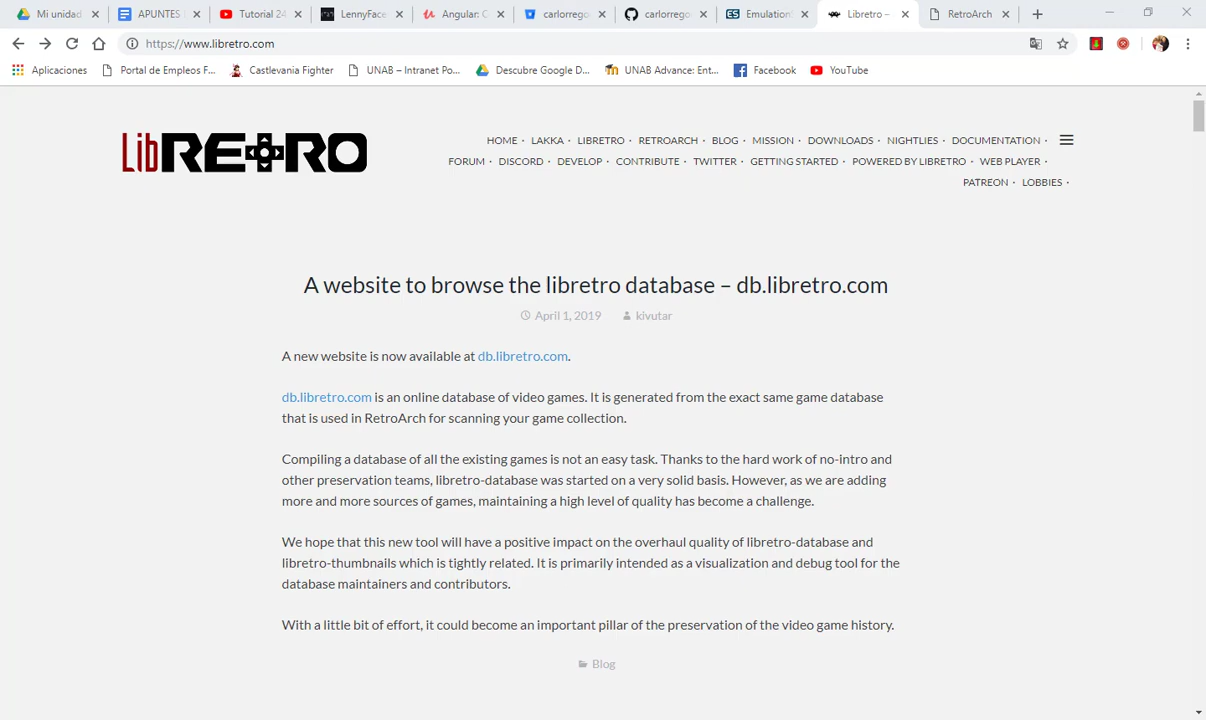 Mi unidad
APUNTES
Tutorial 24
LennyFace
Angular: C
carlorrego
carlorrego
Emulation
Libretro –
RetroArch
https://www.libretro.com
Aplicaciones
Portal de Empleos F...
Castlevania Fighter
UNAB – Intranet Po...
Descubre Google D...
UNAB Advance: Ent...
Facebook
YouTube
LibRETRO
HOME · LAKKA · LIBRETRO · RETROARCH · BLOG · MISSION · DOWNLOADS · NIGHTLIES · DOCUMENTATION ·
FORUM · DISCORD · DEVELOP · CONTRIBUTE · TWITTER · GETTING STARTED · POWERED BY LIBRETRO · WEB PLAYER ·
PATREON · LOBBIES ·
A website to browse the libretro database – db.libretro.com
April 1, 2019 kivutar
A new website is now available at db.libretro.com.
db.libretro.com is an online database of video games. It is generated from the exact same game database
that is used in RetroArch for scanning your game collection.
Compiling a database of all the existing games is not an easy task. Thanks to the hard work of no-intro and
other preservation teams, libretro-database was started on a very solid basis. However, as we are adding
more and more sources of games, maintaining a high level of quality has become a challenge.
We hope that this new tool will have a positive impact on the overhaul quality of libretro-database and
libretro-thumbnails which is tightly related. It is primarily intended as a visualization and debug tool for the
database maintainers and contributors.
With a little bit of effort, it could become an important pillar of the preservation of the video game history.
Blog